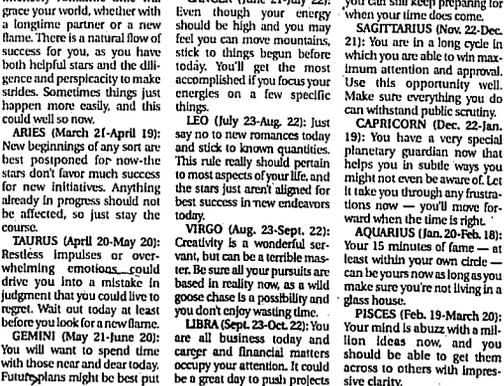 grace your world, whether with
a longtime partner or a new
flame. There is a natural flow of
success for you, as you have
both helpful stars and the dili-
gence and perspicacity to make
strides. Sometimes things just
happen more easily, and this
could well so now.
ARIES (March 21-April 19):
New beginnings of any sort are
best postponed for now-the
stars don't favor much success
for new initiatives. Anything
already in progress should not
be affected, so just stay the
course.
TAURUS (April 20-May 20):
Restless impulses or over-
whelming emotions could
drive you into a mistake in
judgment that you could live to
regret. Wait out today at least
before you look for a new flame.
GEMINI (May 21-June 20):
You will want to spend time
with those near and dear today.
Future plans might be best put
CANCER (June 21-July 22):
Even though your energy
should be high and you may
feel you can move mountains,
stick to things begun before
today. You'll get the most
accomplished if you focus your
energies on a few specific
things.
LEO (July 23-Aug. 22): Just
say no to new romances today
and stick to known quantities.
This rule really should pertain
to most aspects of your life, and
the stars just aren't aligned for
best success in new endeavors
today.
VIRGO (Aug. 23-Sept. 22):
Creativity is a wonderful ser-
vant, but can be a terrible mas-
ter. Be sure all your pursuits are
based in reality now, as a wild
goose chase is a possibility and
you don't enjoy wasting time.
LIBRA (Sept. 23-Oct. 22): You
are all business today and
career and financial matters
occupy your attention. It could
be a great day to push projects
you can still keep preparing for
when your time does come.
SAGITTARIUS (Nov. 22-Dec.
21): You are in a long cycle in
which you are able to win max-
imum attention and approval.
Use this opportunity well.
Make sure everything you do
can withstand public scrutiny.
CAPRICORN (Dec. 22-Jan.
19): You have a very special
planetary guardian now that
helps you in subtle ways you
might not even be aware of. Let
it take you through any frustra-
tions now — you'll move for-
ward when the time is right.
AQUARIUS (Jan. 20-Feb. 18):
Your 15 minutes of fame — at
least within your own circle —
can be yours now as long as you
make sure you're not living in a
glass house.
PISCES (Feb. 19-March 20):
Your mind is abuzz with a mil-
lion ideas now, and you
should be able to get them
across to others with impres-
sive clarity.